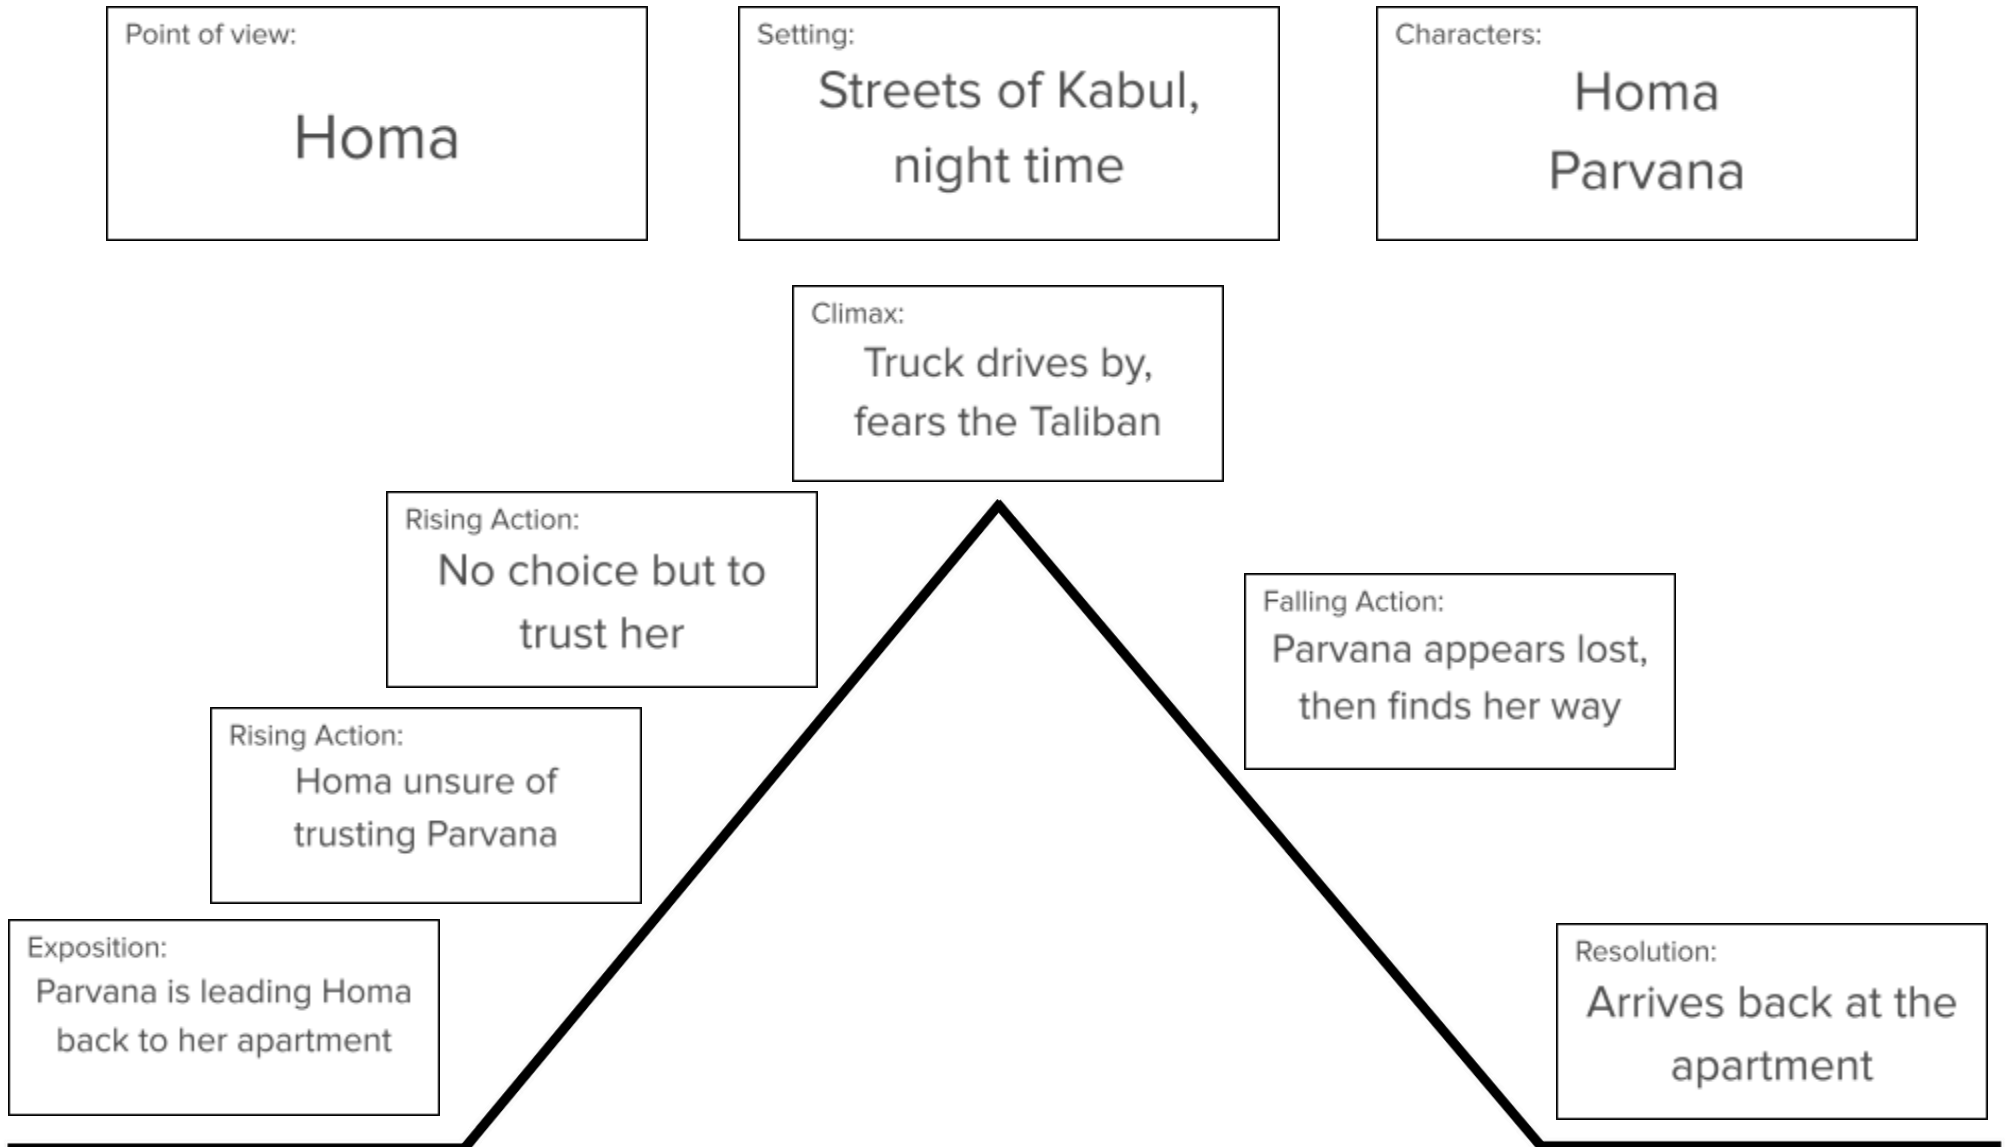 Point of view:
Homa
Setting:
Streets of Kabul,
night time
Characters:
Homa
Parvana
Climax:
Truck drives by,
fears the Taliban
Rising Action:
No choice but to
trust her
Falling Action:
Parvana appears lost,
then finds her way
Rising Action:
Homa unsure of
trusting Parvana
Exposition:
Parvana is leading Homa
back to her apartment
Resolution:
Arrives back at the
apartment